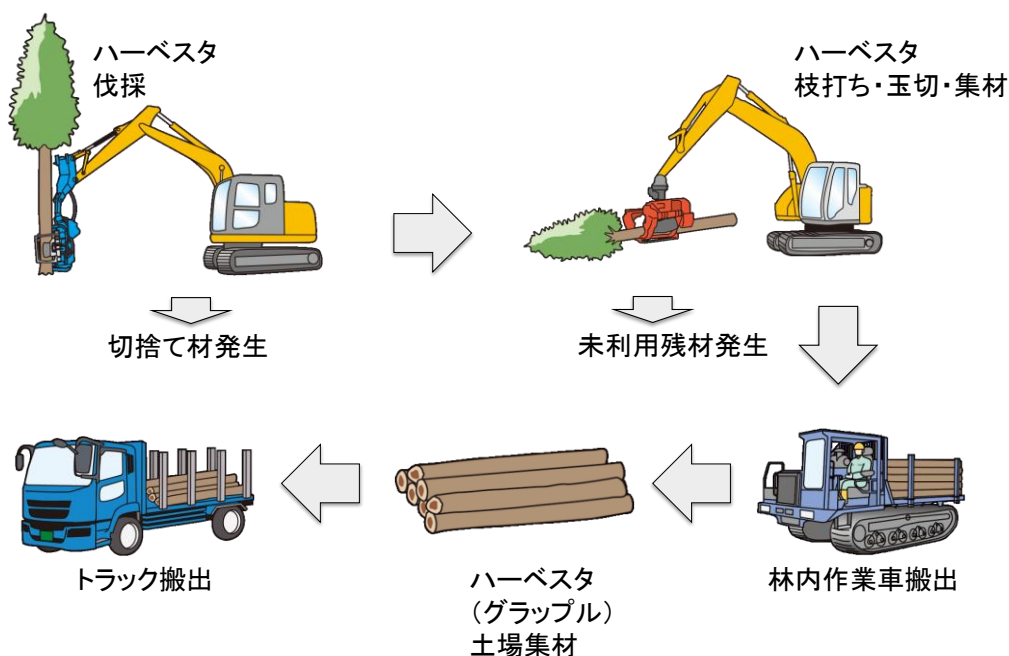 ハーベスタ
伐採
ハーベスタ
枝打ち・玉切・集材
切捨て材発生
未利用残材発生
トラック搬出
ハーベスタ
（グラップル）
土場集材
林内作業車搬出